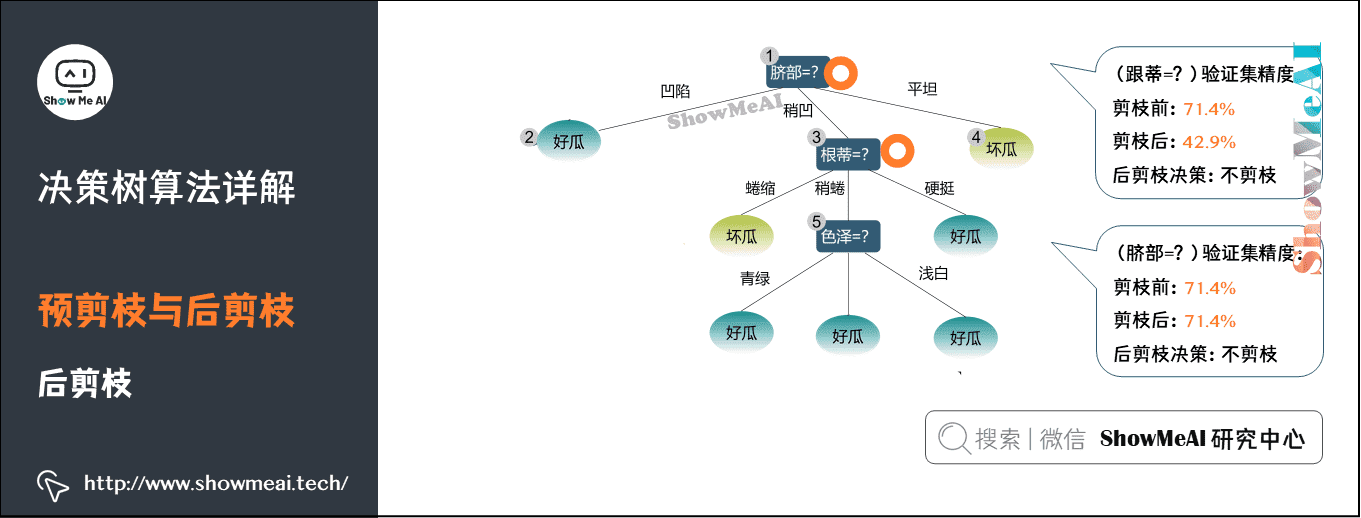 Show Me AI
决策树算法详解
预剪枝与后剪枝
后剪枝
http://www.showmeai.tech/
1
脐部=?
凹陷
稍凹
平坦
ShowMeAI
2
好瓜
3
根蒂=?
4
坏瓜
蜷缩
稍蜷
硬挺
坏瓜
5
色泽=?
好瓜
青绿
浅白
好瓜
好瓜
好瓜
(跟蒂=?)验证集精度:
剪枝前: 71.4%
剪枝后: 42.9%
后剪枝决策: 不剪枝
(脐部=?)验证集精度:
剪枝前: 71.4%
剪枝后: 71.4%
后剪枝决策: 不剪枝
ShowMeAI
搜索 | 微信 ShowMeAI 研究中心